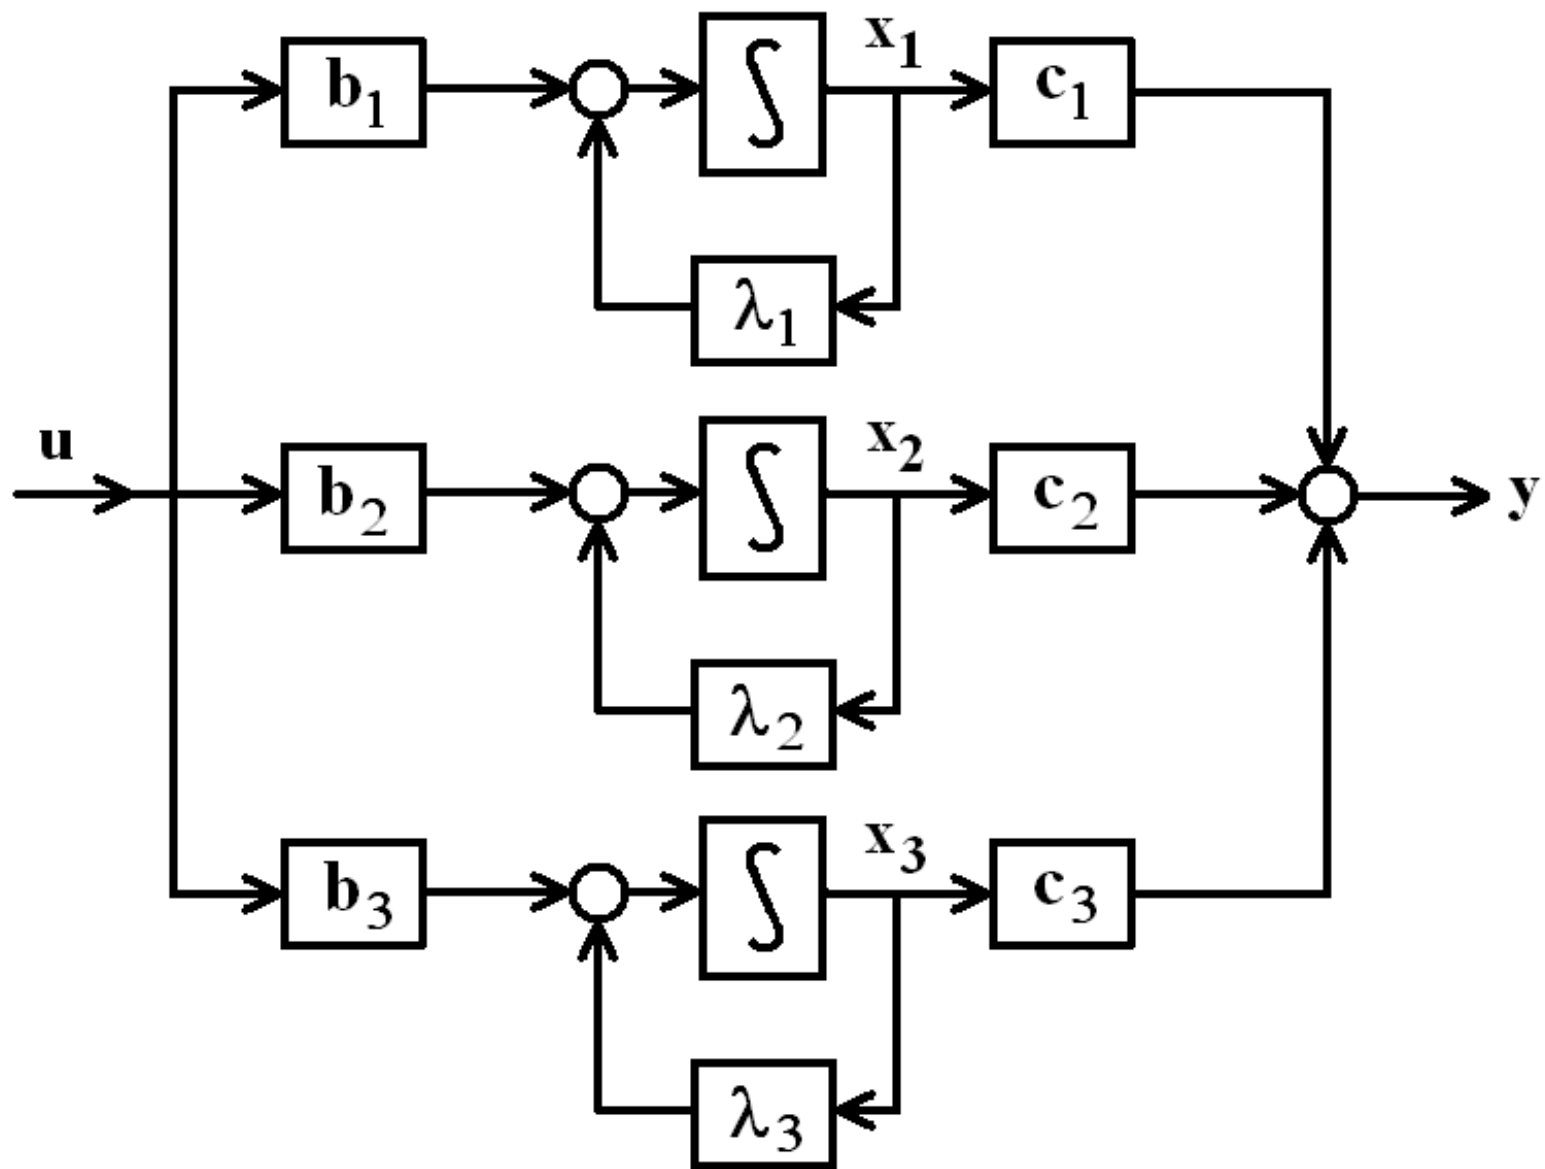 b₁ ∫ x₁ c₁
λ₁
u b₂ ∫ x₂ c₂ y
λ₂
b₃ ∫ x₃ c₃
λ₃